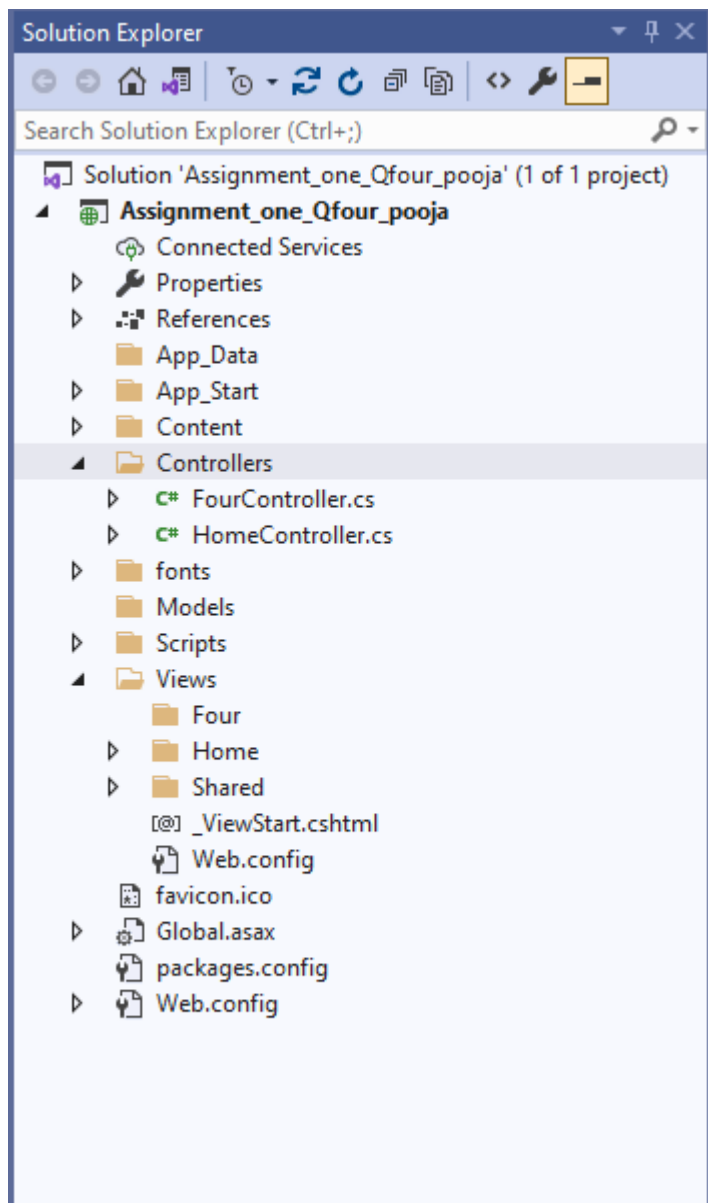 Solution Explorer
Search Solution Explorer (Ctrl+;)
Solution 'Assignment_one_Qfour_pooja' (1 of 1 project)
Assignment_one_Qfour_pooja
Connected Services
Properties
References
App_Data
App_Start
Content
Controllers
C# FourController.cs
C# HomeController.cs
fonts
Models
Scripts
Views
Four
Home
Shared
[@] _ViewStart.cshtml
Web.config
favicon.ico
Global.asax
packages.config
Web.config